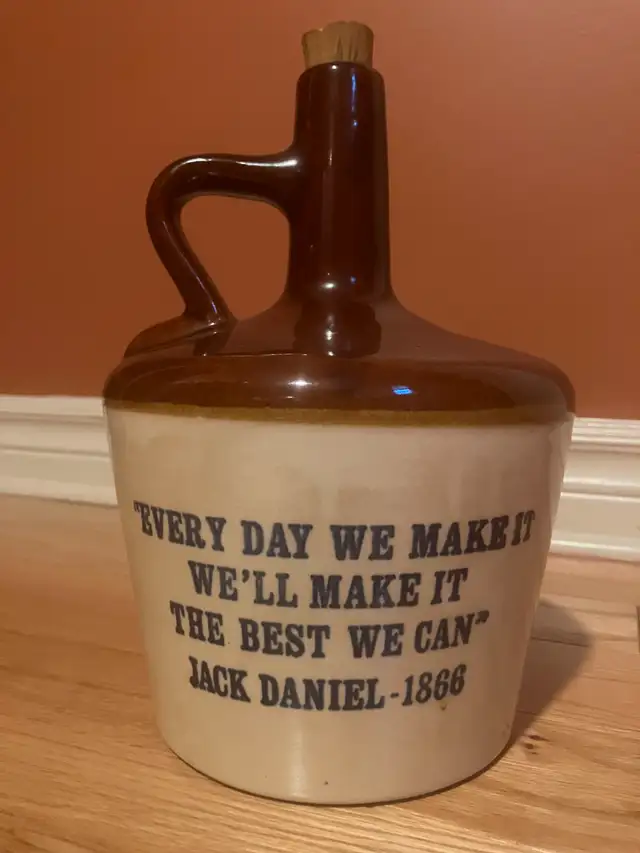 "EVERY DAY WE MAKE IT
WE'LL MAKE IT
THE BEST WE CAN"
JACK DANIEL-1866